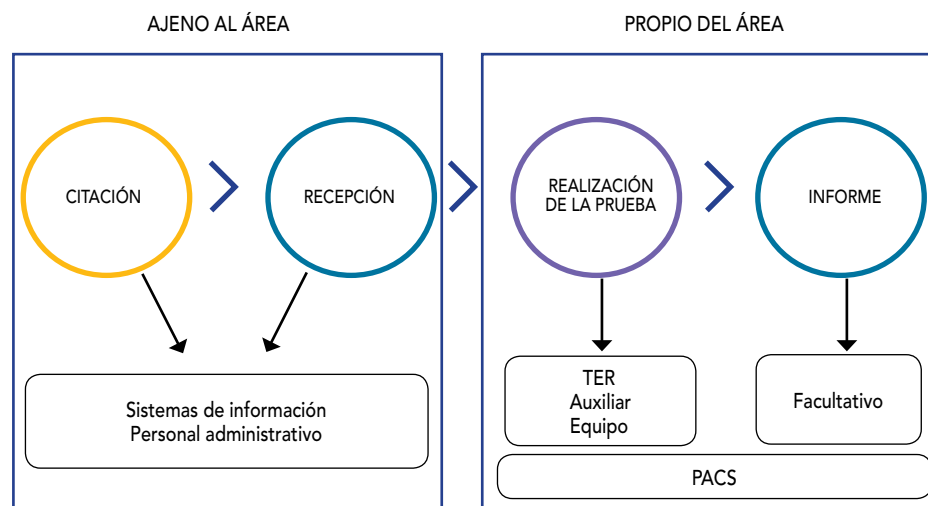 AJENO AL ÁREA
PROPIO DEL ÁREA
CITACIÓN
RECEPCIÓN
REALIZACIÓN
DE LA PRUEBA
INFORME
Sistemas de información
Personal administrativo
TER
Auxiliar
Equipo
Facultativo
PACS